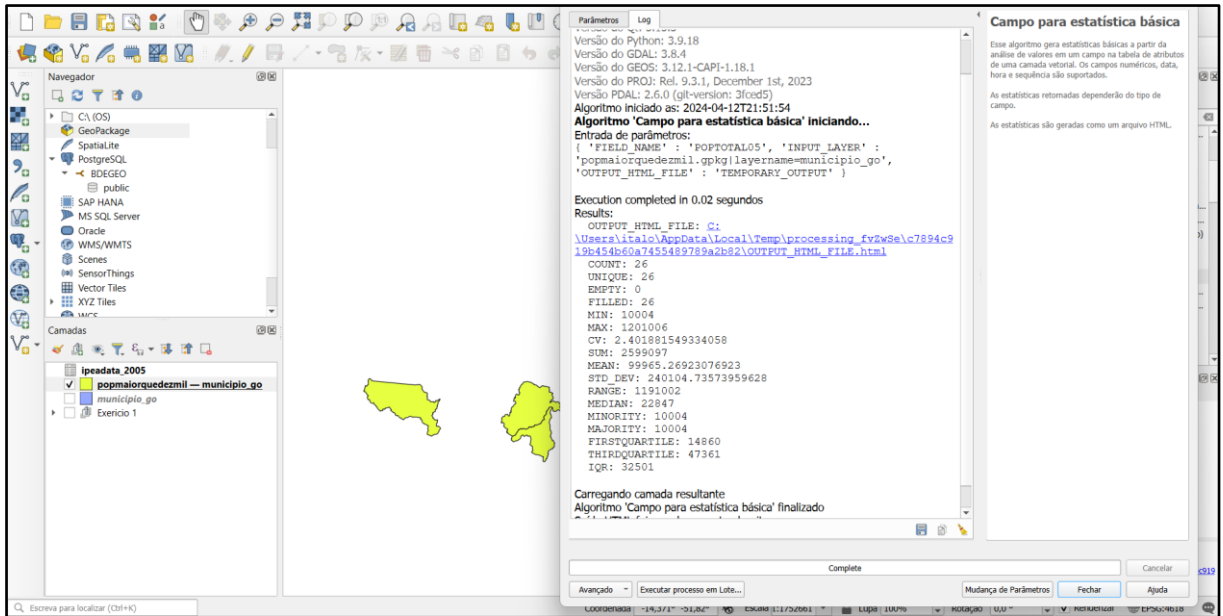 Navegador
C:\ (OS)
GeoPackage
SpatiaLite
PostgreSQL
BDEGEO
public
SAP HANA
MS SQL Server
Oracle
WMS/WMTS
Scenes
SensorThings
Vector Tiles
XYZ Tiles
WCS
Camadas
ipeadata_2005
popmaiorquedezmil — municipio_go
municipio_go
Exericio 1
Escreva para localizar (Ctrl+K)
Parâmetros Log
Versão do Python: 3.9.18
Versão do GDAL: 3.8.4
Versão do GEOS: 3.12.1-CAPI-1.18.1
Versão do PROJ: Rel. 9.3.1, December 1st, 2023
Versão PDAL: 2.6.0 (git-version: 3fced5)
Algoritmo iniciado as: 2024-04-12T21:51:54
Algoritmo 'Campo para estatística básica' iniciando...
Entrada de parâmetros:
{ 'FIELD_NAME' : 'POPTOTAL05', 'INPUT_LAYER' :
'popmaiorquedezmil.gpkg|layername=municipio_go',
'OUTPUT_HTML_FILE' : 'TEMPORARY_OUTPUT' }
Execution completed in 0.02 segundos
Results:
OUTPUT_HTML_FILE: C:
\Users\italo\AppData\Local\Temp\processing_fvZwSe\c7894c9
19b454b60a7455489789a2b82\OUTPUT_HTML_FILE.html
COUNT: 26
UNIQUE: 26
EMPTY: 0
FILLED: 26
MIN: 10004
MAX: 1201006
CV: 2.401881549334058
SUM: 2599097
MEAN: 99965.26923076923
STD_DEV: 240104.73573959628
RANGE: 1191002
MEDIAN: 22847
MINORITY: 10004
MAJORITY: 10004
FIRSTQUARTILE: 14860
THIRDQUARTILE: 47361
IQR: 32501
Carregando camada resultante
Algoritmo 'Campo para estatística básica' finalizado
Complete
Cancelar
Avançado Executar processo em Lote... Mudança de Parâmetros Fechar Ajuda
Campo para estatística básica
Esse algoritmo gera estatísticas básicas a partir da
análise de valores em um campo na tabela de atributos
de uma camada vetorial. Os campos numéricos, data,
hora e sequência são suportados.
As estatísticas retornadas dependerão do tipo de
campo.
As estatísticas são geradas como um arquivo HTML.
c919
Coordenada -14,371° -51,82° Escala 1:1752661 Lupa 100% Rotação 0,0 ° Renderizar EPSG:4618